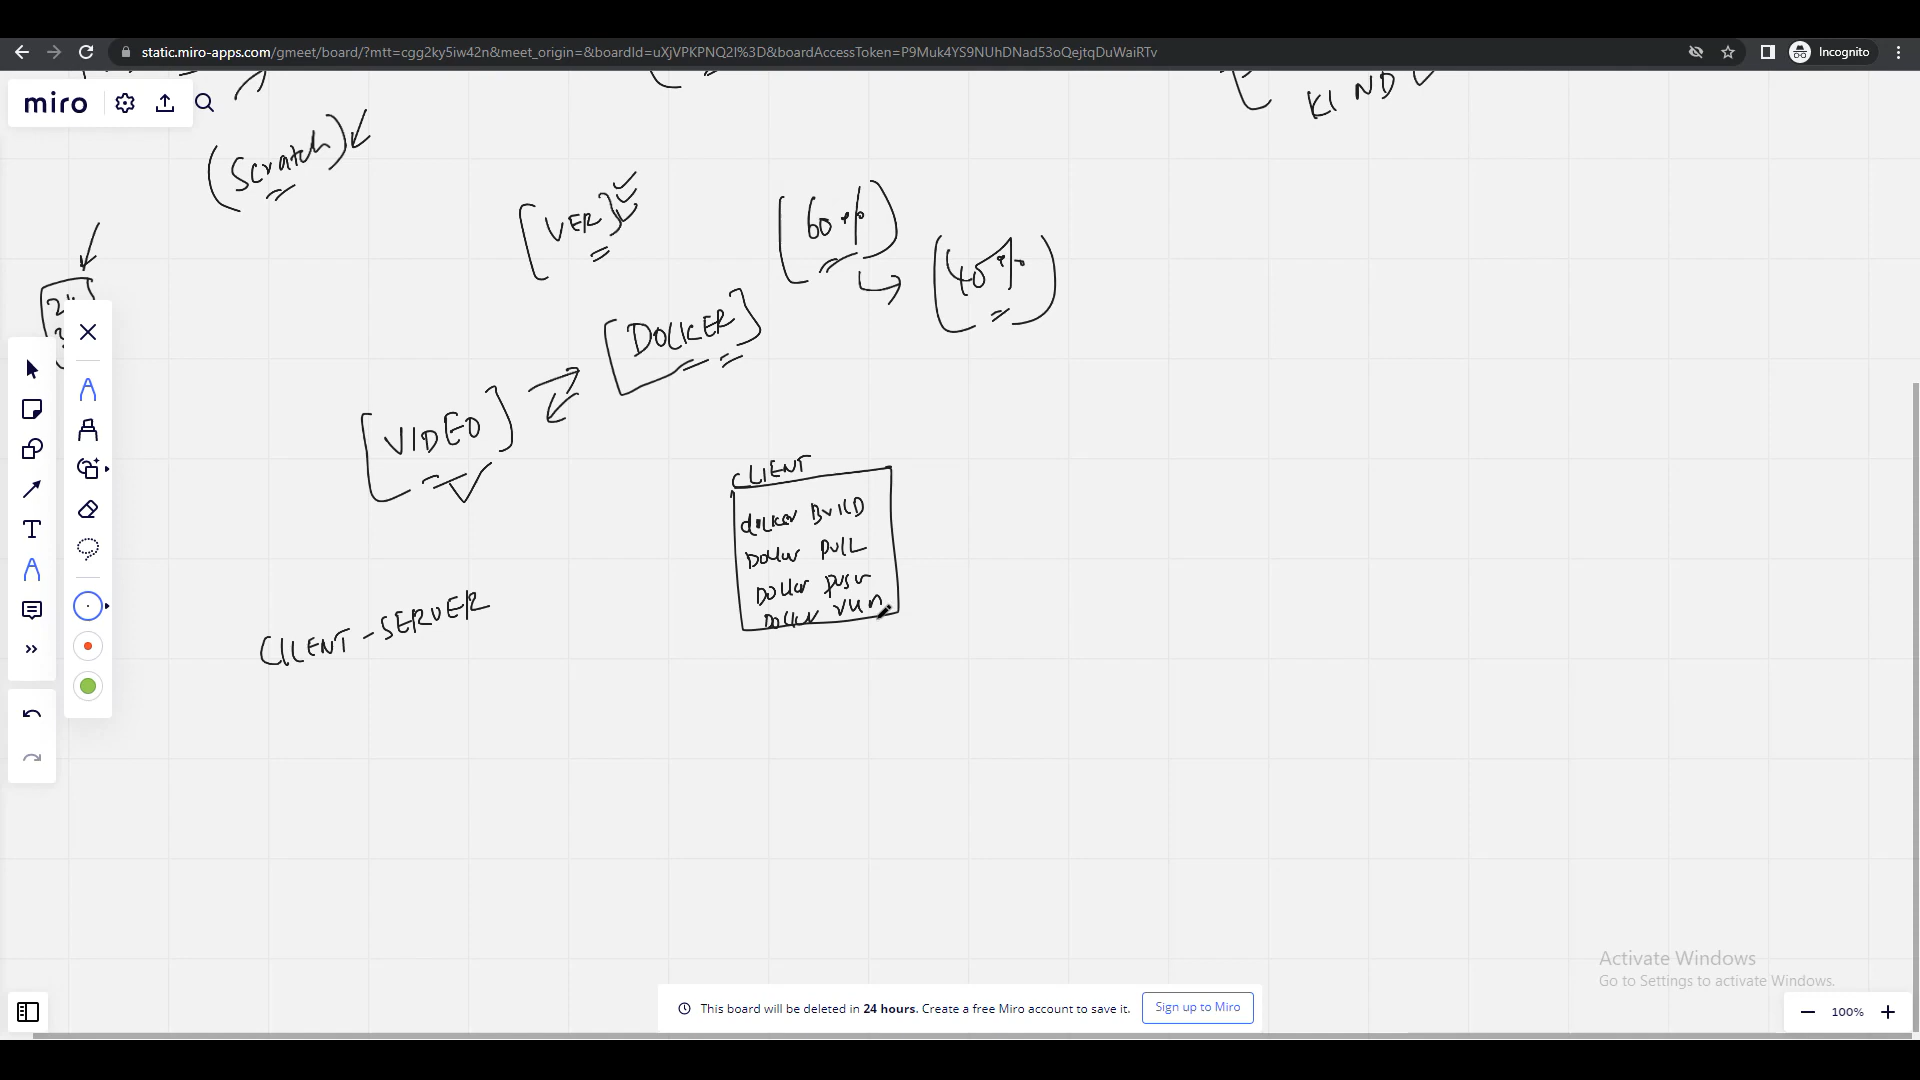 static.miro-apps.com/gmeet/board/?mtt=cgg2ky5iw42n&meet_origin=&boardId=uXjVPKPNQ2I%3D&boardAccessToken=P9Muk4YS9NUhDNad53oQejtqDuWaiRTv
Incognito
miro
KIND
(Scratch)
[VER]
(60%)
(40%)
[DOCKER]
[VIDEO]
CLIENT
docker BUILD
Docker pull
Docker push
Docker run
CLIENT-SERVER
T
Activate Windows
Go to Settings to activate Windows.
This board will be deleted in 24 hours. Create a free Miro account to save it.
Sign up to Miro
100%